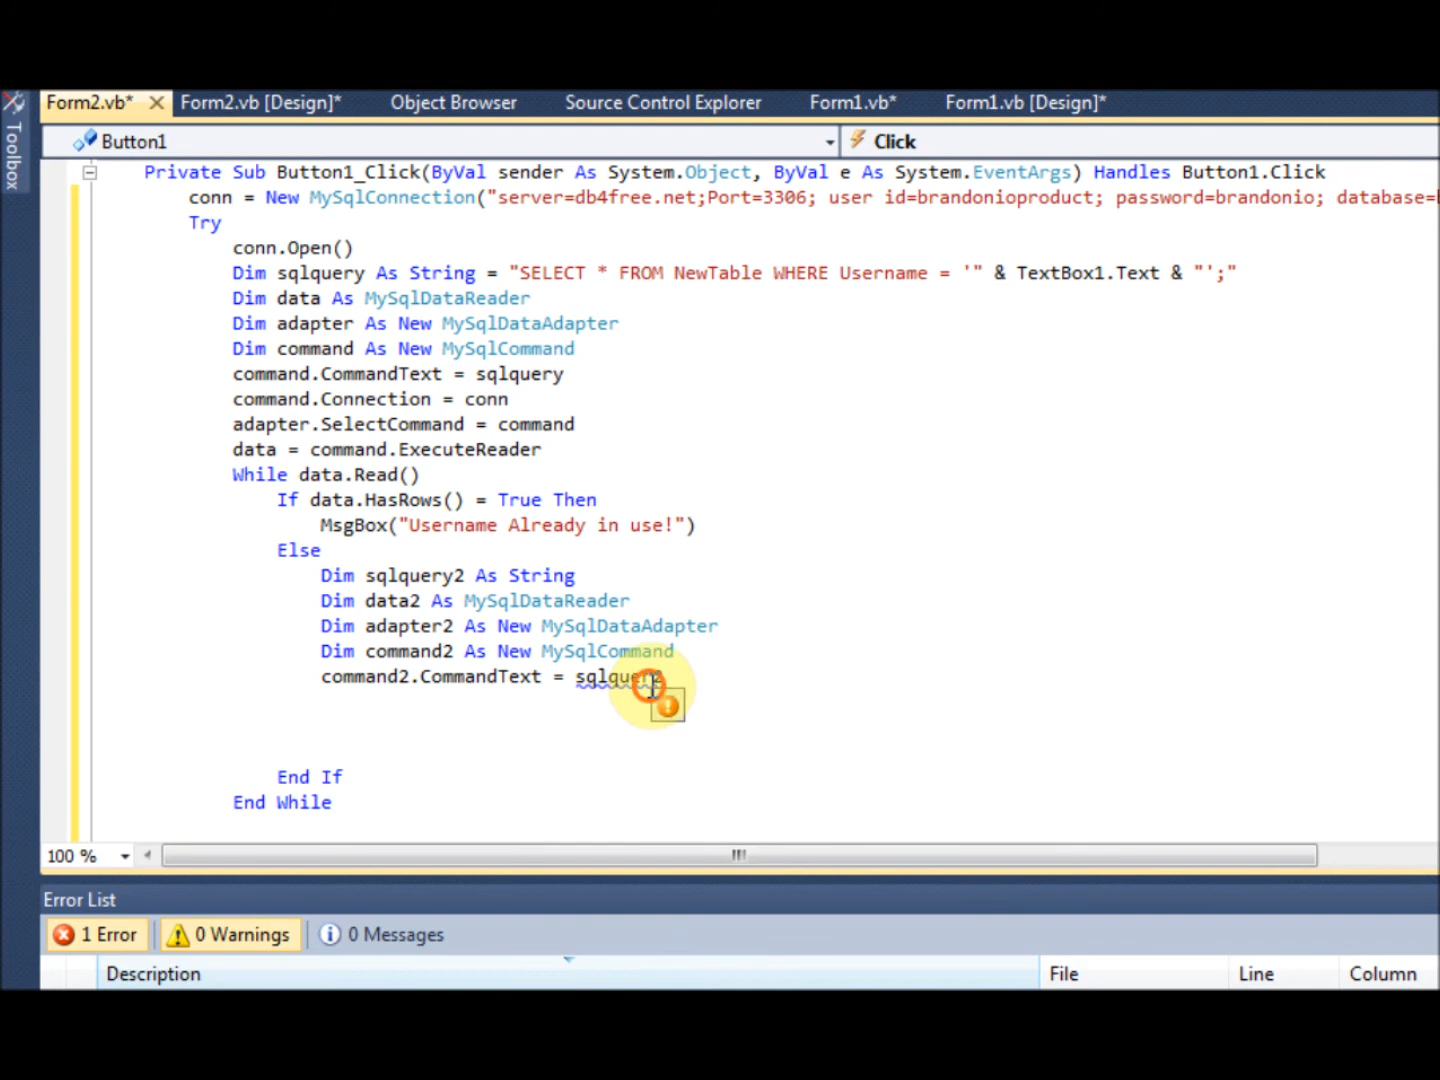 Form2.vb* Form2.vb [Design]* Object Browser Source Control Explorer Form1.vb* Form1.vb [Design]*
Toolbox
Button1 Click
Private Sub Button1_Click(ByVal sender As System.Object, ByVal e As System.EventArgs) Handles Button1.Click
conn = New MySqlConnection("server=db4free.net;Port=3306; user id=brandonioproduct; password=brandonio; database=
Try
conn.Open()
Dim sqlquery As String = "SELECT * FROM NewTable WHERE Username = '" & TextBox1.Text & "';"
Dim data As MySqlDataReader
Dim adapter As New MySqlDataAdapter
Dim command As New MySqlCommand
command.CommandText = sqlquery
command.Connection = conn
adapter.SelectCommand = command
data = command.ExecuteReader
While data.Read()
If data.HasRows() = True Then
MsgBox("Username Already in use!")
Else
Dim sqlquery2 As String
Dim data2 As MySqlDataReader
Dim adapter2 As New MySqlDataAdapter
Dim command2 As New MySqlCommand
command2.CommandText =
End If
End While
100 %
Error List
1 Error 0 Warnings 0 Messages
Description File Line Column